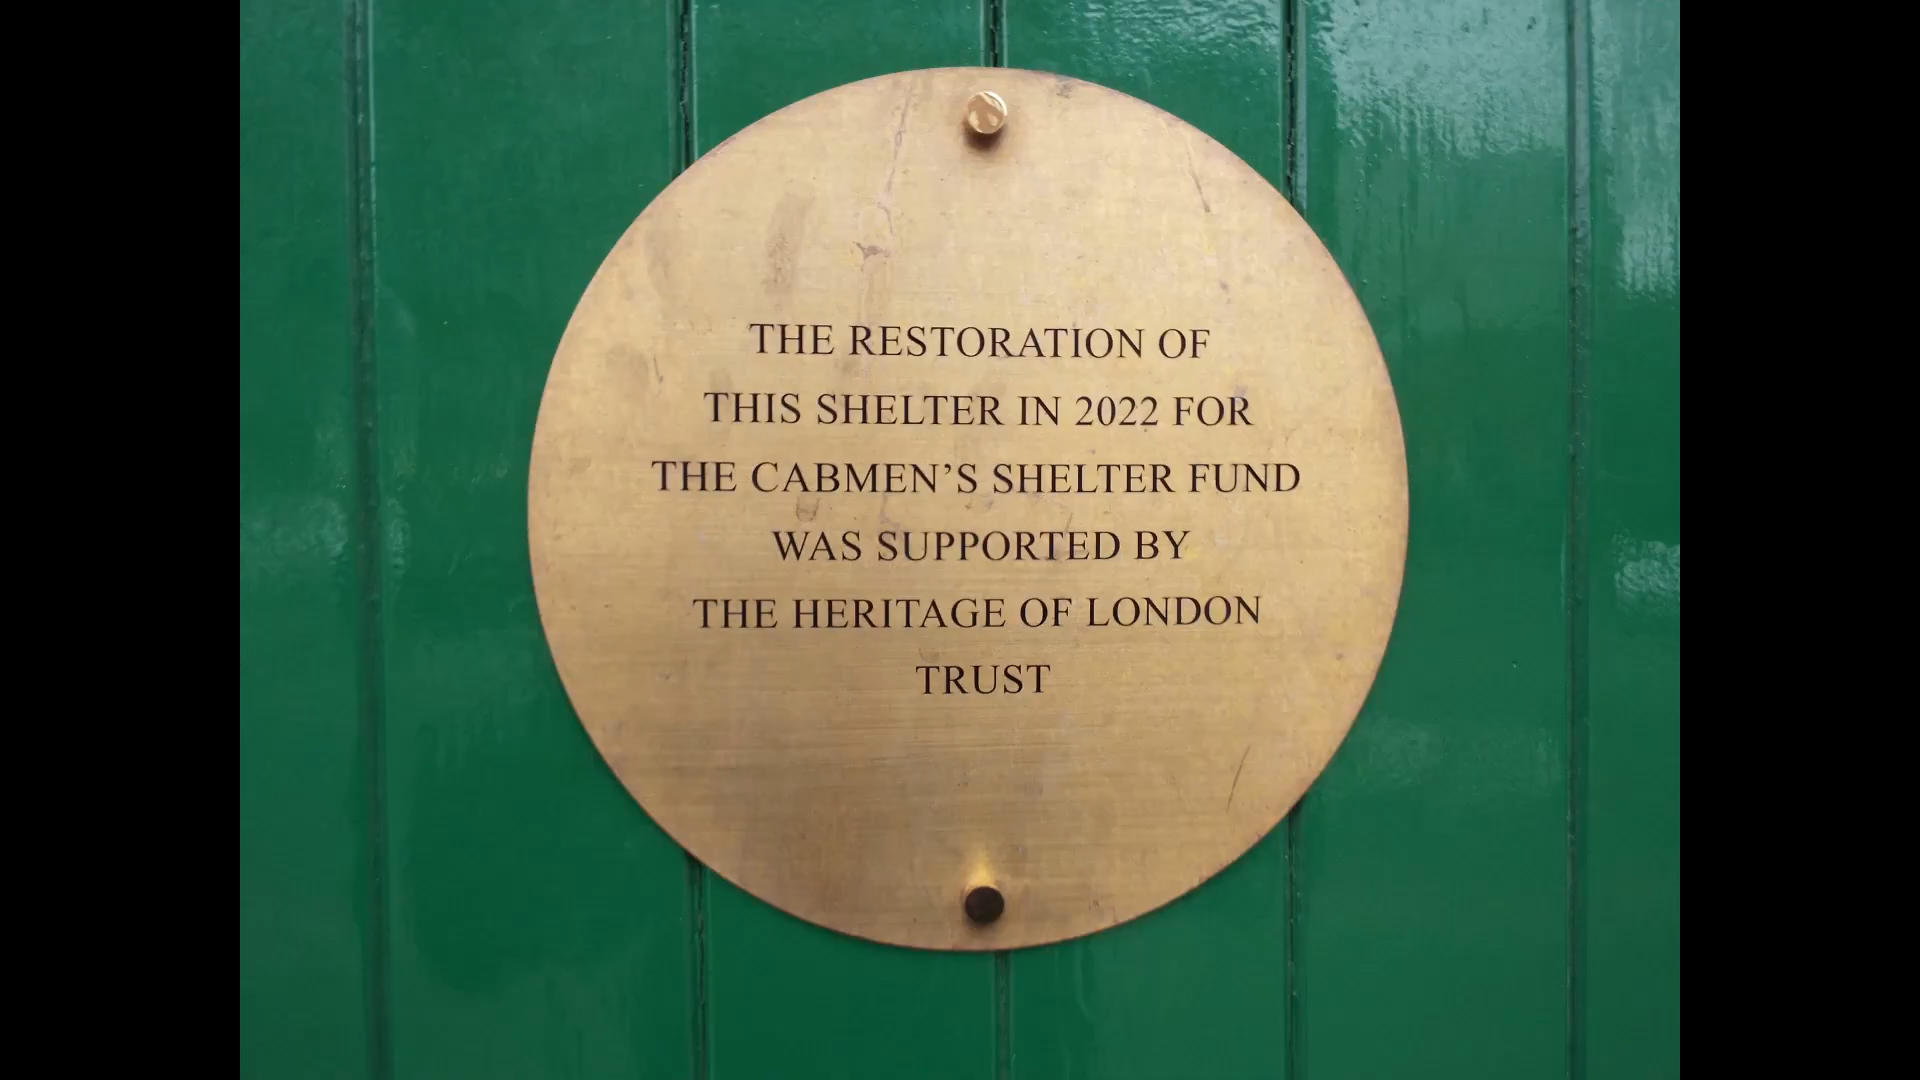 THE RESTORATION OF
THIS SHELTER IN 2022 FOR
THE CABMEN’S SHELTER FUND
WAS SUPPORTED BY
THE HERITAGE OF LONDON
TRUST